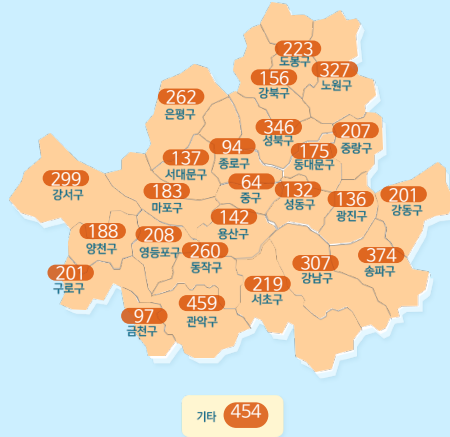 223
도봉구
327
노원구
156
강북구
262
은평구
346
성북구
207
중랑구
94
종로구
175
동대문구
137
서대문구
299
강서구
183
마포구
64
중구
132
성동구
136
광진구
201
강동구
142
용산구
188
양천구
208
영등포구
260
동작구
374
송파구
307
강남구
201
구로구
219
서초구
459
관악구
97
금천구
기타 454